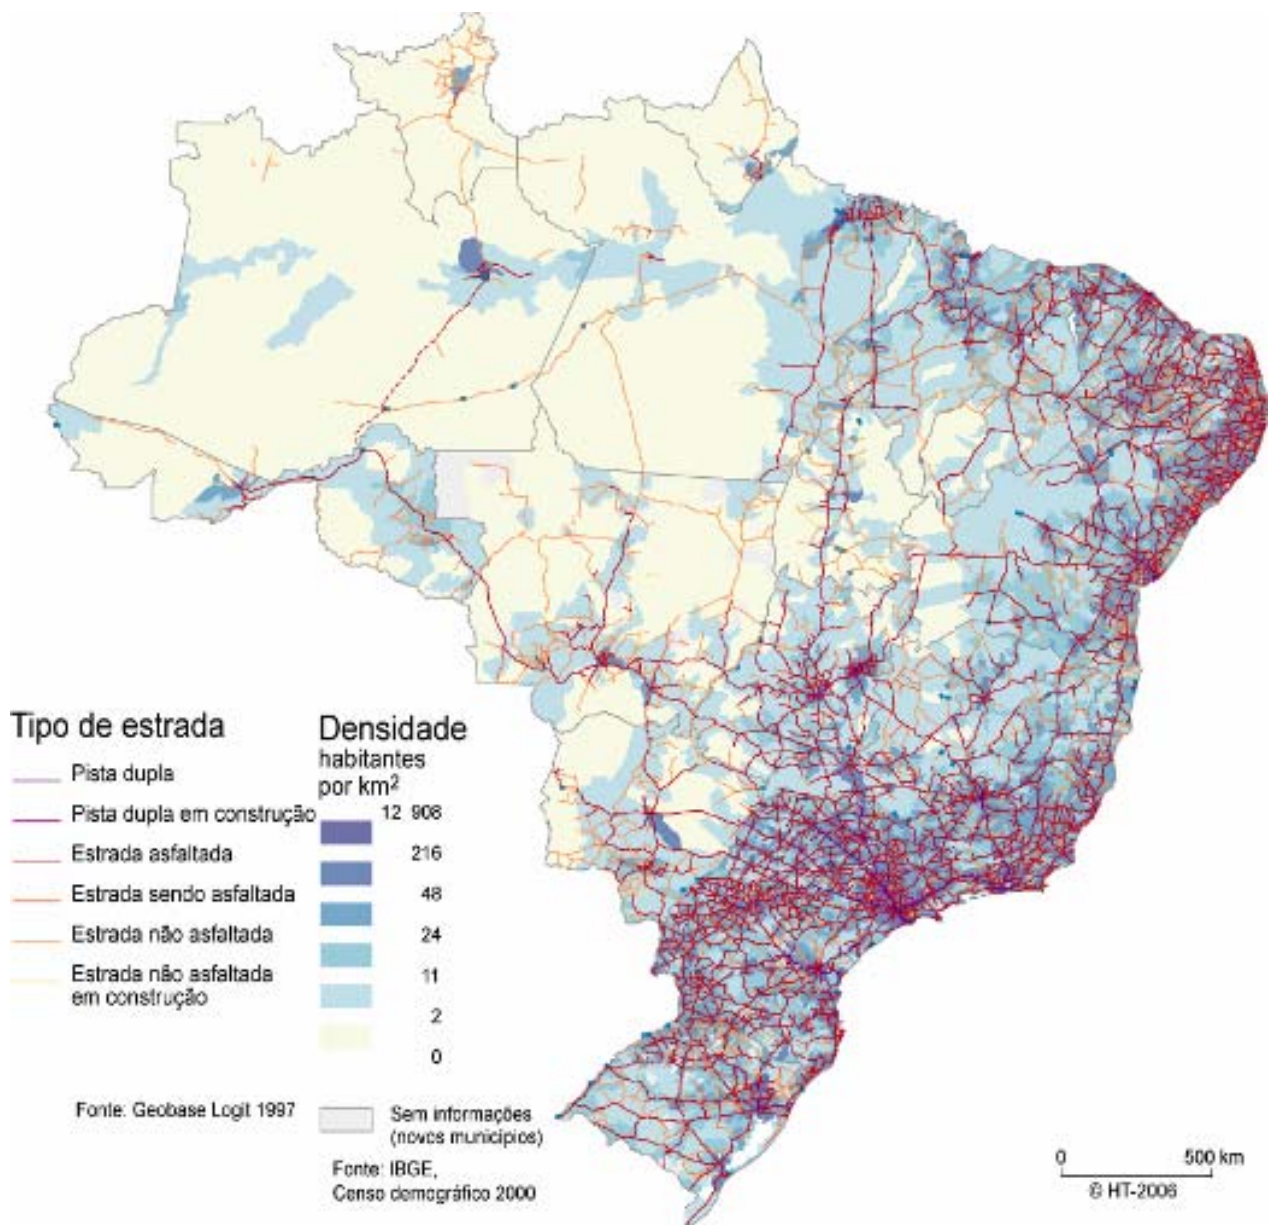 Tipo de estrada
Pista dupla
Pista dupla em construção
Estrada asfaltada
Estrada sendo asfaltada
Estrada não asfaltada
Estrada não asfaltada
em construção
Fonte: Geobase Logit 1997
Densidade
habitantes
por km²
12 908
216
48
24
11
2
0
Sem informações
(novos municípios)
Fonte: IBGE,
Censo demográfico 2000
0 500 km
© HT-2006